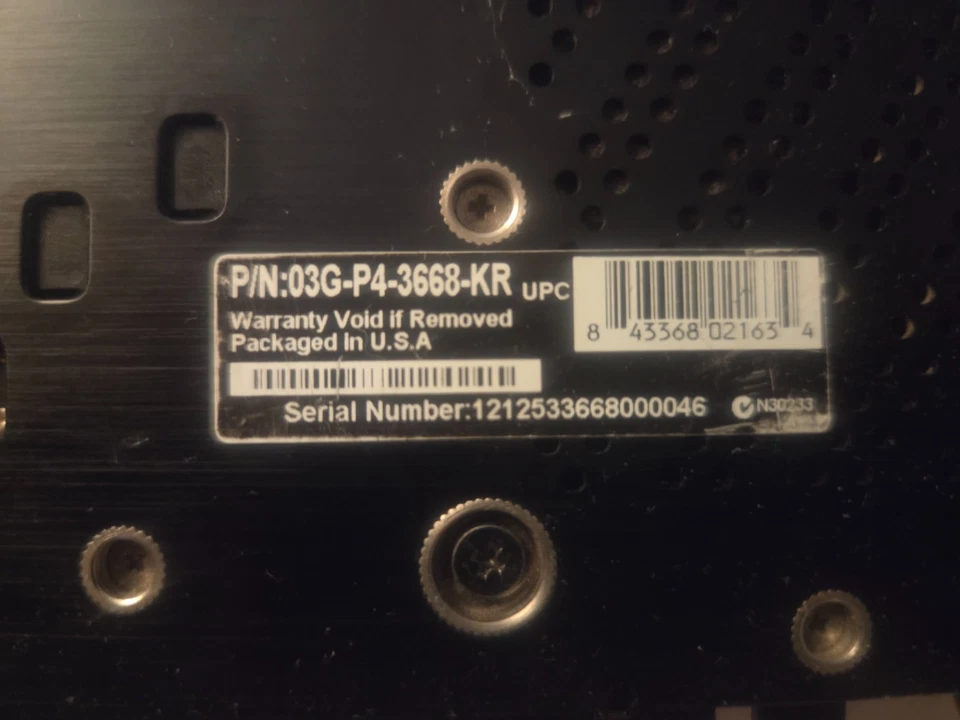 P/N:03G-P4-3668-KR
UPC
8 43368 02163 4
Warranty Void if Removed
Packaged in U.S.A
Serial Number:1212533668000046
N30233